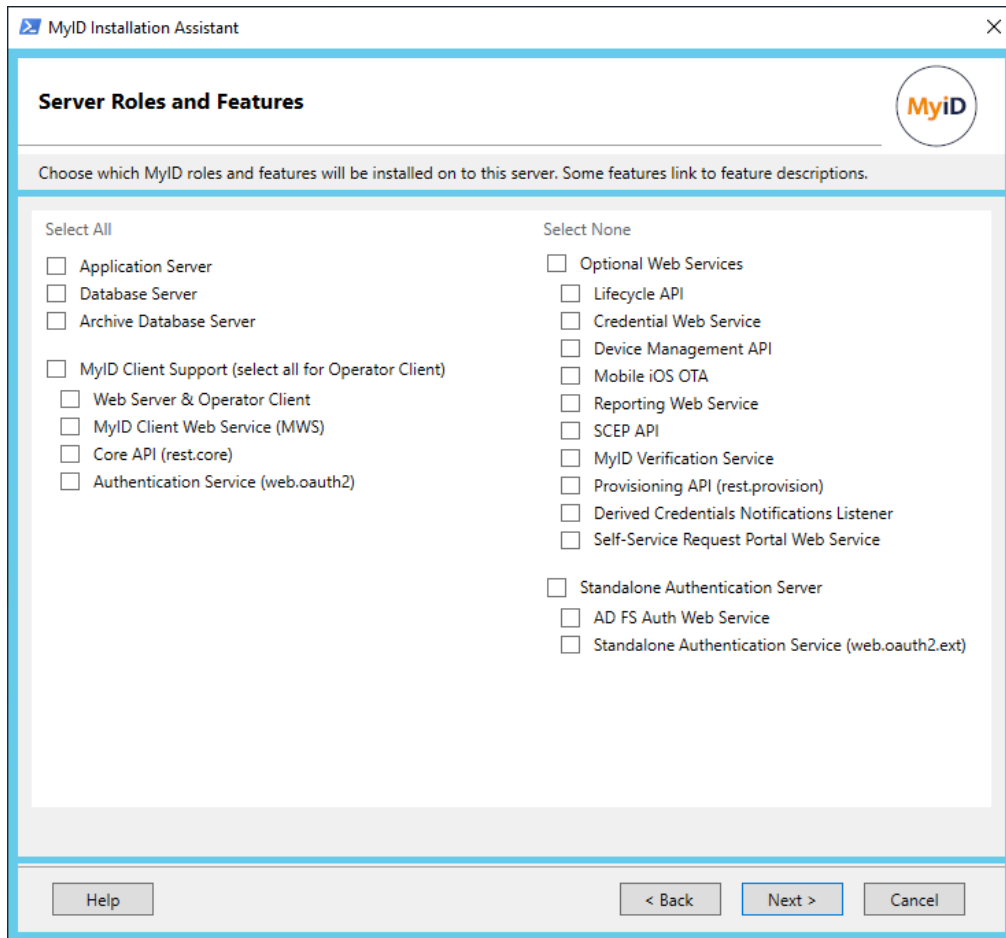 MyID Installation Assistant
Server Roles and Features
MyiD
Choose which MyID roles and features will be installed on to this server. Some features link to feature descriptions.
Select All
Application Server
Database Server
Archive Database Server
MyID Client Support (select all for Operator Client)
Web Server & Operator Client
MyID Client Web Service (MWS)
Core API (rest.core)
Authentication Service (web.oauth2)
Select None
Optional Web Services
Lifecycle API
Credential Web Service
Device Management API
Mobile iOS OTA
Reporting Web Service
SCEP API
MyID Verification Service
Provisioning API (rest.provision)
Derived Credentials Notifications Listener
Self-Service Request Portal Web Service
Standalone Authentication Server
AD FS Auth Web Service
Standalone Authentication Service (web.oauth2.ext)
Help
< Back
Next >
Cancel